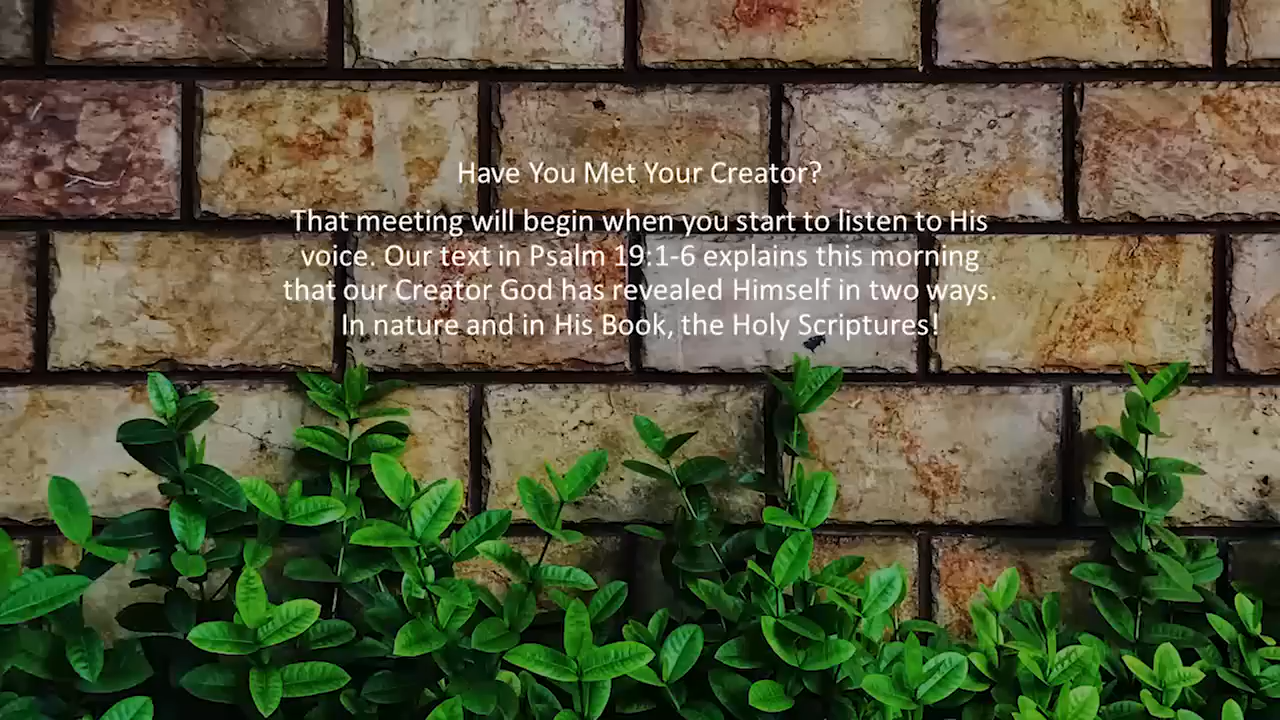 Have You Met Your Creator?
That meeting will begin when you start to listen to His
voice. Our text in Psalm 19:1-6 explains this morning
that our Creator God has revealed Himself in two ways.
In nature and in His Book, the Holy Scriptures!